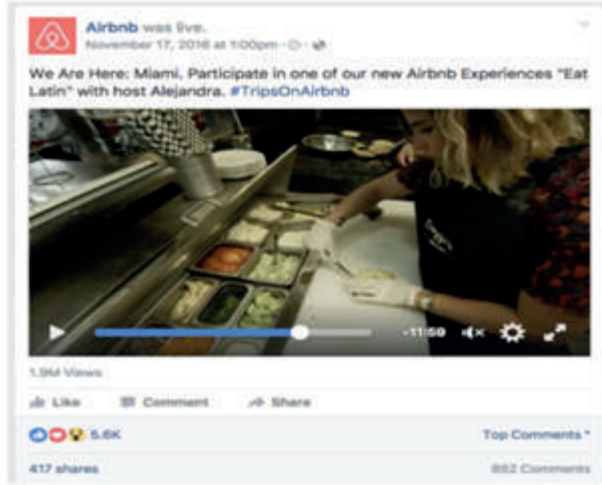 Airbnb was live.
November 17, 2016 at 1:00pm
We Are Here: Miami. Participate in one of our new Airbnb Experiences "Eat
Latin" with host Alejandra. #TripsOnAirbnb
-11:59
1.9M Views
Like Comment Share
5.6K Top Comments
417 shares 882 Comments